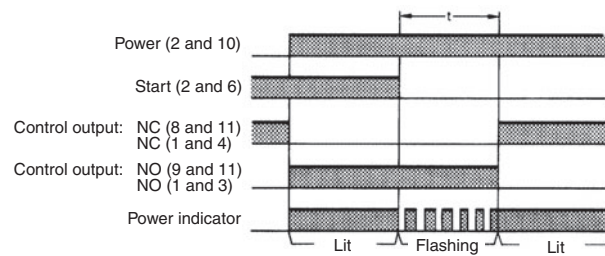 t
Power (2 and 10)
Start (2 and 6)
Control output: NC (8 and 11)
NC (1 and 4)
Control output: NO (9 and 11)
NO (1 and 3)
Power indicator
Lit Flashing Lit